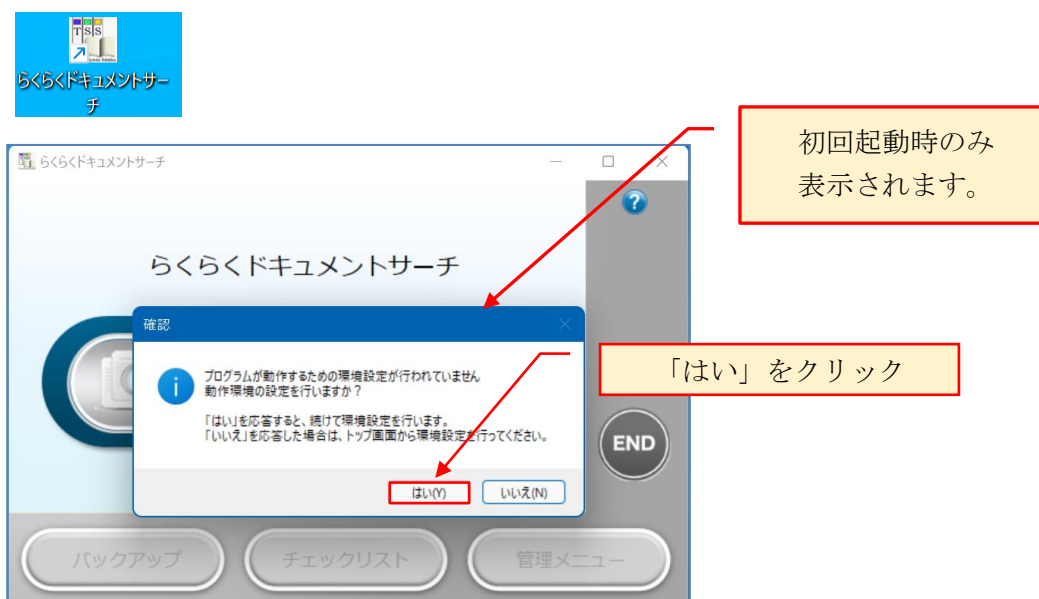 TSS
System Solution
らくらくドキュメントサー
チ
初回起動時のみ
表示されます。
らくらくドキュメントサーチ
?
らくらくドキュメントサーチ
確認
プログラムが動作するための環境設定が行われていません
動作環境の設定を行いますか？
「はい」を応答すると、続けて環境設定を行います。
「いいえ」を応答した場合は、トップ画面から環境設定を行ってください。
はい(Y)
いいえ(N)
「はい」をクリック
END
バックアップ
チェックリスト
管理メニュー